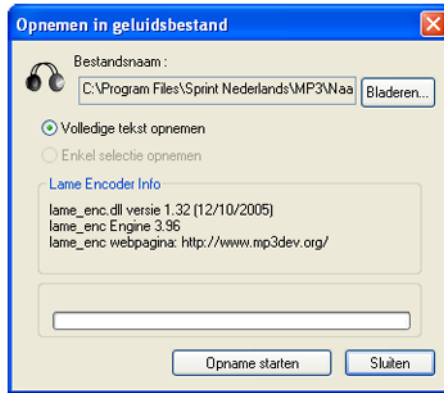 Opnemen in geluidsbestand
Bestandsnaam :
C:\Program Files\Sprint Nederlands\MP3\Naa
Bladeren...
Volledige tekst opnemen
Enkel selectie opnemen
Lame Encoder Info
lame_enc.dll versie 1.32 (12/10/2005)
lame_enc Engine 3.96
lame_enc webpagina: http://www.mp3dev.org/
Opname starten
Sluiten